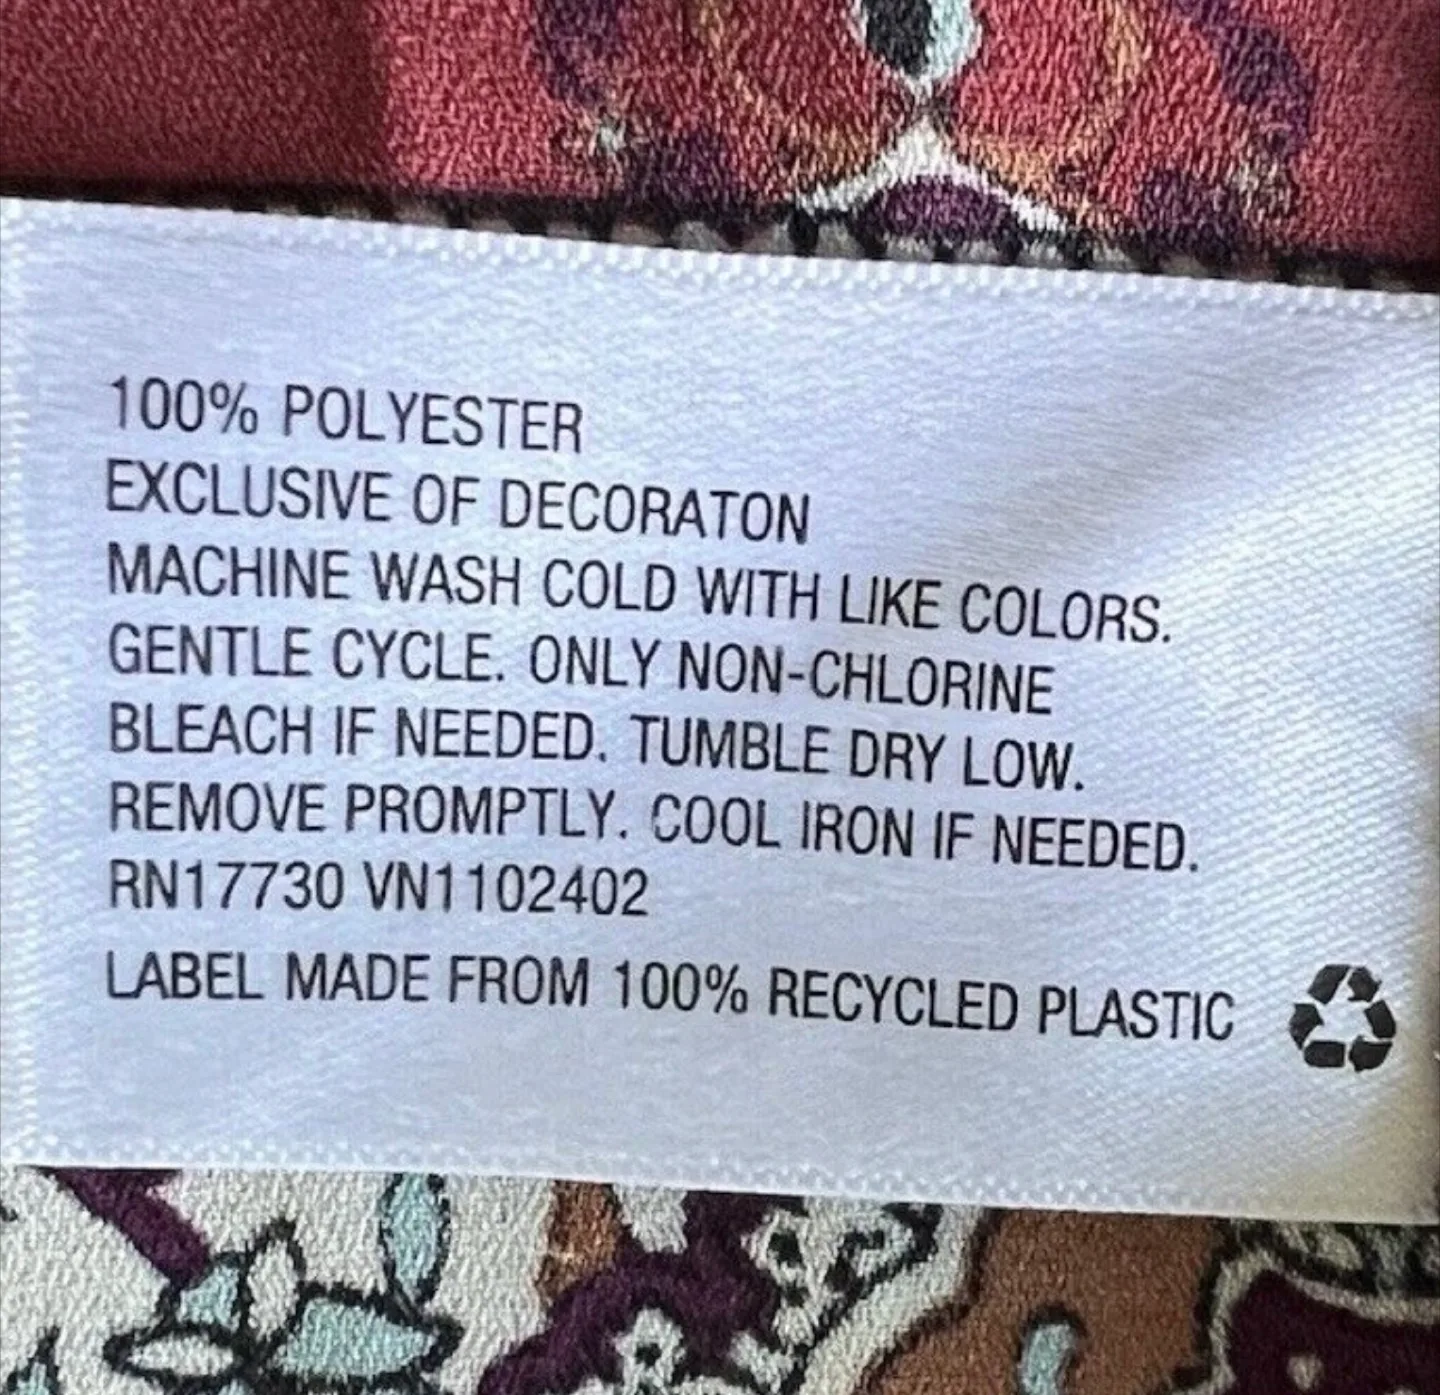 100% POLYESTER
EXCLUSIVE OF DECORATON
MACHINE WASH COLD WITH LIKE COLORS.
GENTLE CYCLE. ONLY NON-CHLORINE
BLEACH IF NEEDED. TUMBLE DRY LOW.
REMOVE PROMPTLY. COOL IRON IF NEEDED.
RN17730 VN1102402
LABEL MADE FROM 100% RECYCLED PLASTIC